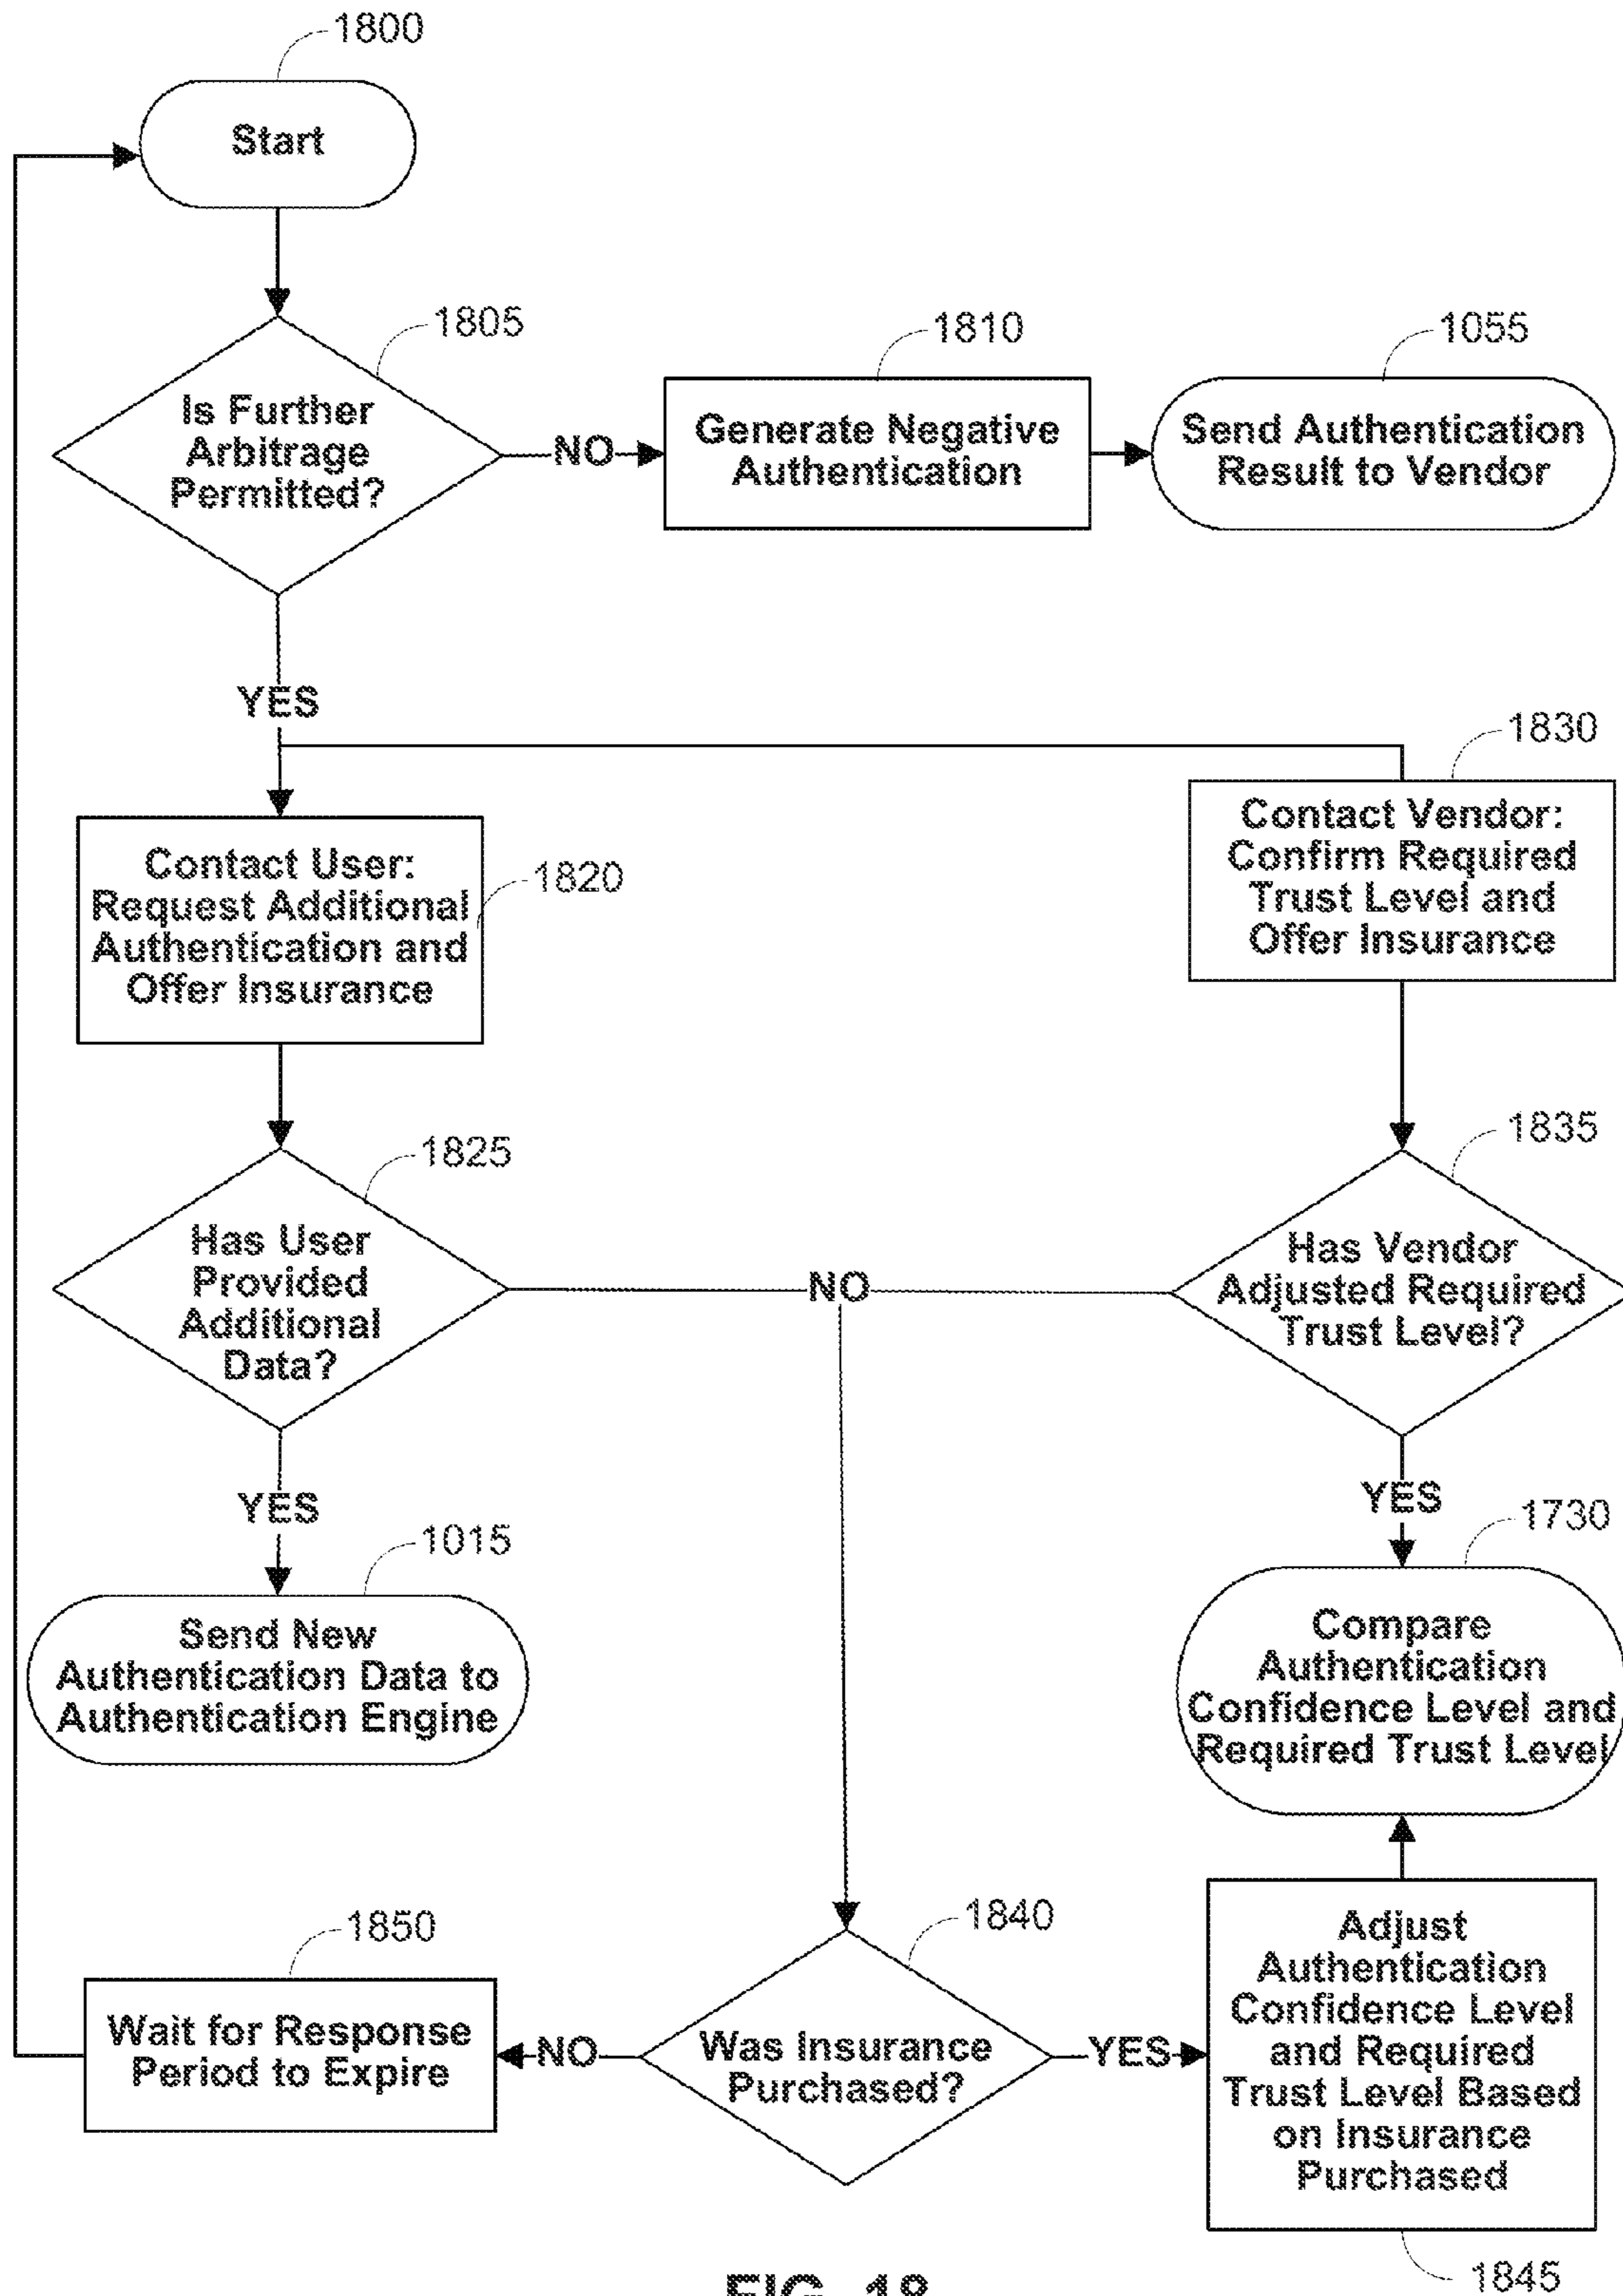 1800
Start
1805
Is Further
Arbitrage
Permitted?
NO
1810
Generate Negative
Authentication
1055
Send Authentication
Result to Vendor
YES
1830
Contact Vendor:
Confirm Required
Trust Level and
Offer Insurance
Contact User:
Request Additional
Authentication and
Offer Insurance
1820
1825
Has User
Provided
Additional
Data?
NO
1835
Has Vendor
Adjusted Required
Trust Level?
YES
YES
1015
Send New
Authentication Data to
Authentication Engine
1730
Compare
Authentication
Confidence Level and
Required Trust Level
1850
Wait for Response
Period to Expire
NO
1840
Was Insurance
Purchased?
YES
Adjust
Authentication
Confidence Level
and Required
Trust Level Based
on Insurance
Purchased
1845
FIG. 18